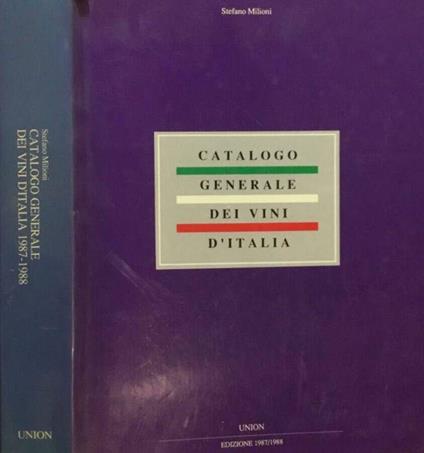 Stefano Milioni
CATALOGO GENERALE
DEI VINI D'ITALIA 1987-1988
UNION
Stefano Milioni
CATALOGO
GENERALE
DEI VINI
D'ITALIA
UNION
EDIZIONE 1987/1988